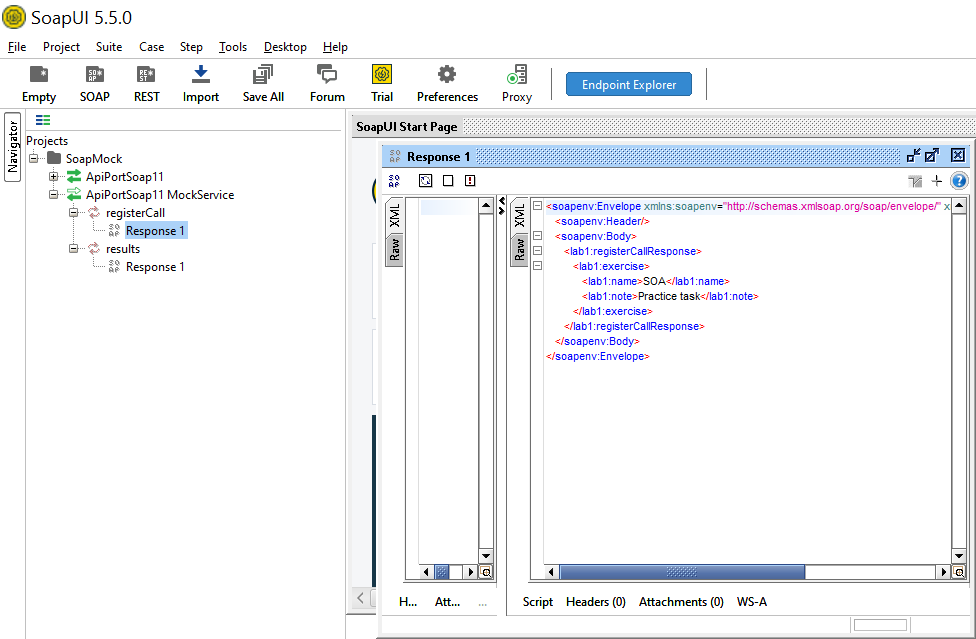 SoapUI 5.5.0
File Project Suite Case Step Tools Desktop Help
Empty SOAP REST Import Save All Forum Trial Preferences Proxy Endpoint Explorer
Navigator
Projects
SoapMock
ApiPortSoap11
ApiPortSoap11 MockService
registerCall
Response 1
results
Response 1
SoapUI Start Page
Response 1
XML
Raw
XML
Raw
<soapenv:Envelope xmlns:soapenv="http://schemas.xmlsoap.org/soap/envelope/" x
<soapenv:Header/>
<soapenv:Body>
<lab1:registerCallResponse>
<lab1:exercise>
<lab1:name>SOA</lab1:name>
<lab1:note>Practice task</lab1:note>
</lab1:exercise>
</lab1:registerCallResponse>
</soapenv:Body>
</soapenv:Envelope>
H... Att... ...
Script Headers (0) Attachments (0) WS-A